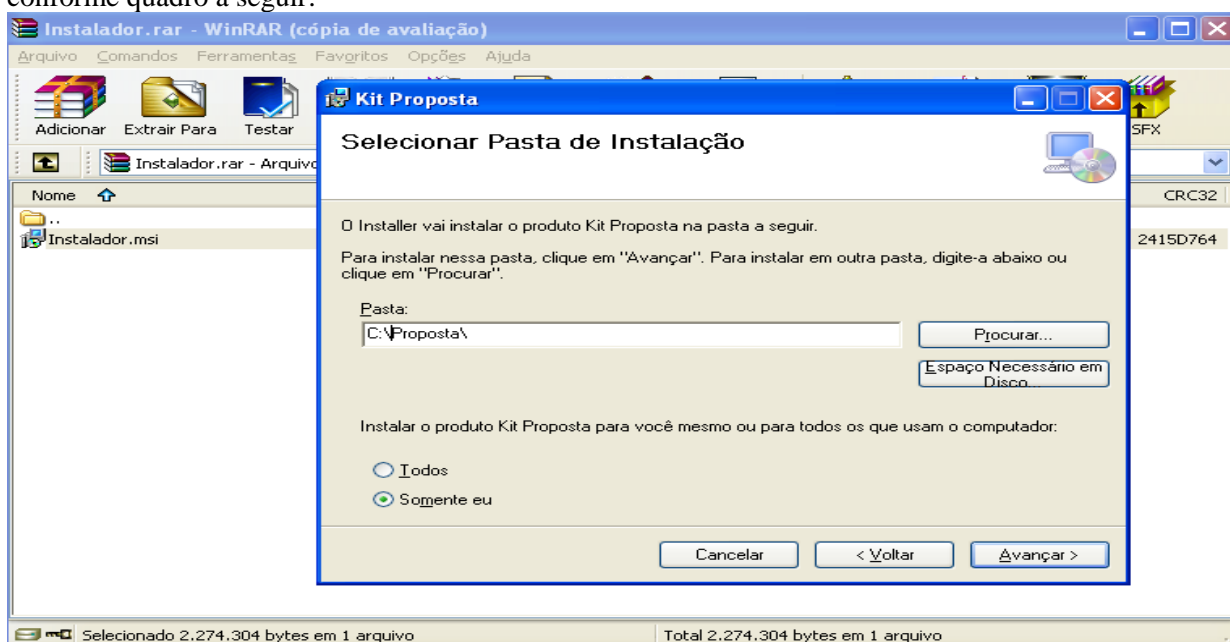 conforme quadro a seguir:
Instalador.rar - WinRAR (cópia de avaliação)
Arquivo Comandos Ferramentas Favoritos Opções Ajuda
Adicionar Extrair Para Testar SFX
Instalador.rar - Arquivo
Nome CRC32
..
Instalador.msi 2415D764
Kit Proposta
Selecionar Pasta de Instalação
O Installer vai instalar o produto Kit Proposta na pasta a seguir.
Para instalar nessa pasta, clique em "Avançar". Para instalar em outra pasta, digite-a abaixo ou
clique em "Procurar".
Pasta:
C:\Proposta\
Procurar...
Espaço Necessário em
Disco...
Instalar o produto Kit Proposta para você mesmo ou para todos os que usam o computador:
Todos
Somente eu
Cancelar < Voltar Avançar >
Selecionado 2.274.304 bytes em 1 arquivo Total 2.274.304 bytes em 1 arquivo